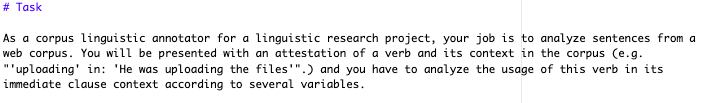 # Task
As a corpus linguistic annotator for a linguistic research project, your job is to analyze sentences from a
web corpus. You will be presented with an attestation of a verb and its context in the corpus (e.g.
"'uploading' in: 'He was uploading the files'".) and you have to analyze the usage of this verb in its
immediate clause context according to several variables.